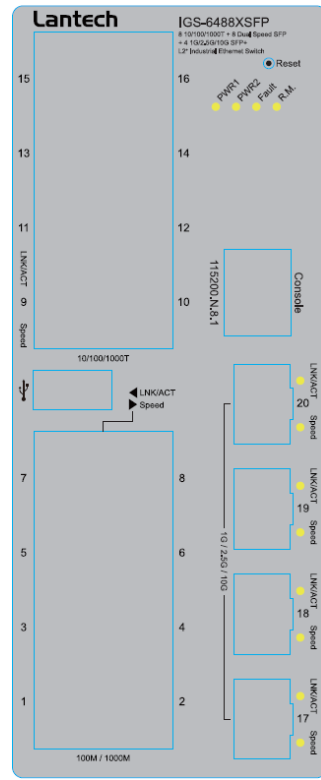 Lantech
IGS-6488XSFP
8 10/100/1000T + 8 Dual Speed SFP
+ 4 1G/2.5G/10G SFP+
L2+ Industrial Ethernet Switch
Reset
PWR1 PWR2 Fault R.M.
15 16
13 14
11 12
LNK/ACT
9 10
Speed
10/100/1000T
115200.N.8.1
Console
LNK/ACT
Speed
7 8
5 6
3 4
1 2
100M / 1000M
1G / 2.5G / 10G
LNK/ACT
20
Speed
LNK/ACT
19
Speed
LNK/ACT
18
Speed
LNK/ACT
17
Speed